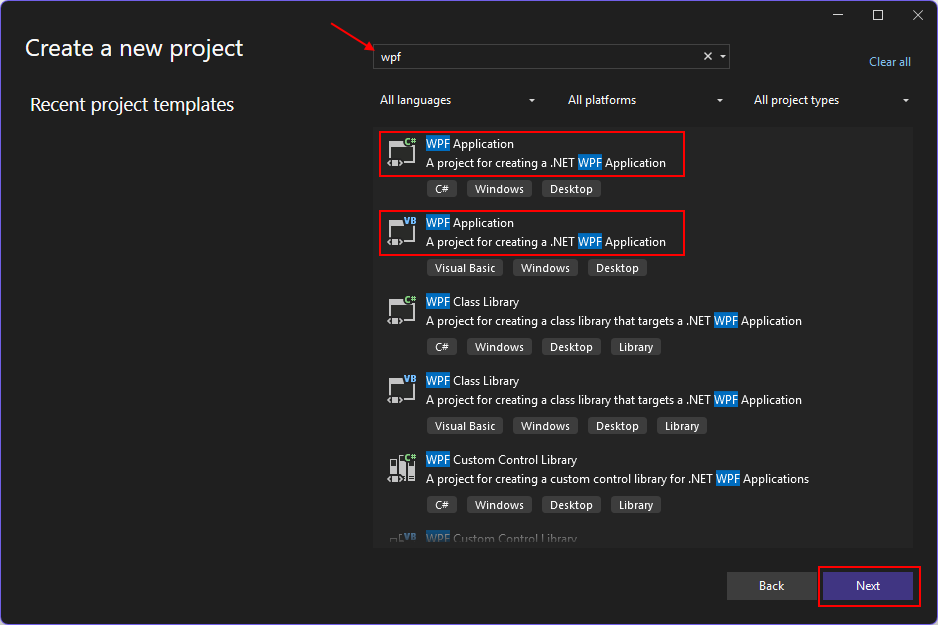 Create a new project
wpf
Clear all
Recent project templates
All languages
All platforms
All project types
C#
WPF Application
A project for creating a .NET WPF Application
C# Windows Desktop
VB
WPF Application
A project for creating a .NET WPF Application
Visual Basic Windows Desktop
C#
WPF Class Library
A project for creating a class library that targets a .NET WPF Application
C# Windows Desktop Library
VB
WPF Class Library
A project for creating a class library that targets a .NET WPF Application
Visual Basic Windows Desktop Library
C#
WPF Custom Control Library
A project for creating a custom control library for .NET WPF Applications
C# Windows Desktop Library
VB
WPF Custom Control Library
Back
Next